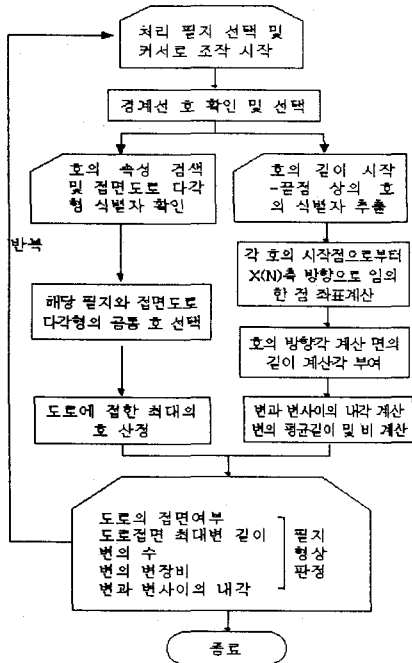 처리 필지 선택 및
커서로 조작 시작
경계선 호 확인 및 선택
호의 속성 검색
및 접면도로 다각
형 식별자 확인
호의 길이 시작
-끝점 상의 호
의 식별자 추출
반복
각 호의 시작점으로부터
X(N)축 방향으로 임의
한 점 좌표계산
해당 필지와 접면도로
다각형의 공통 호 선택
호의 방향각 계산 면의
길이 계산각 부여
도로에 접한 최대의
호 산정
변과 변사이의 내각 계산
변의 평균길이 및 비 계산
도로의 접면여부
도로접면 최대변 길이
변의 수
변의 변장비
변과 변사이의 내각
필지
형상
판정
종료